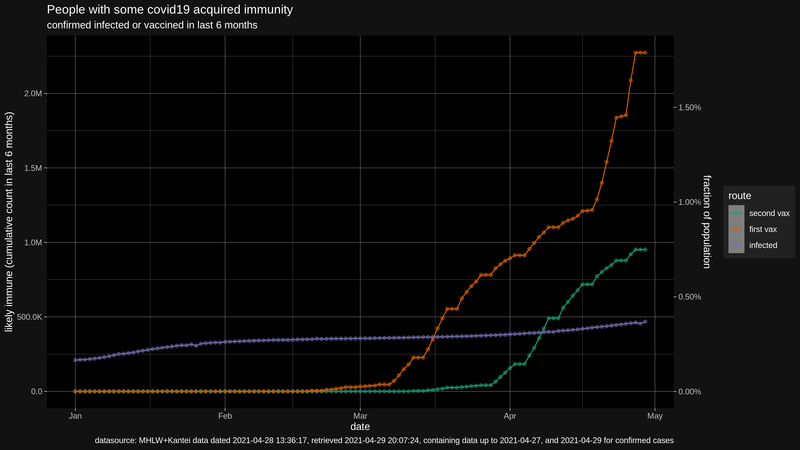 People with some covid19 acquired immunity
confirmed infected or vaccined in last 6 months
likely immune (cumulative count in last 6 months)
2.0M
1.5M
1.0M
500.0K
0.0
1.50%
1.00%
0.50%
0.00%
fraction of population
route
second vax
first vax
infected
Jan
Feb
Mar
Apr
May
date
datasource: MHLW+Kantei data dated 2021-04-28 13:36:17, retrieved 2021-04-29 20:07:24, containing data up to 2021-04-27, and 2021-04-29 for confirmed cases